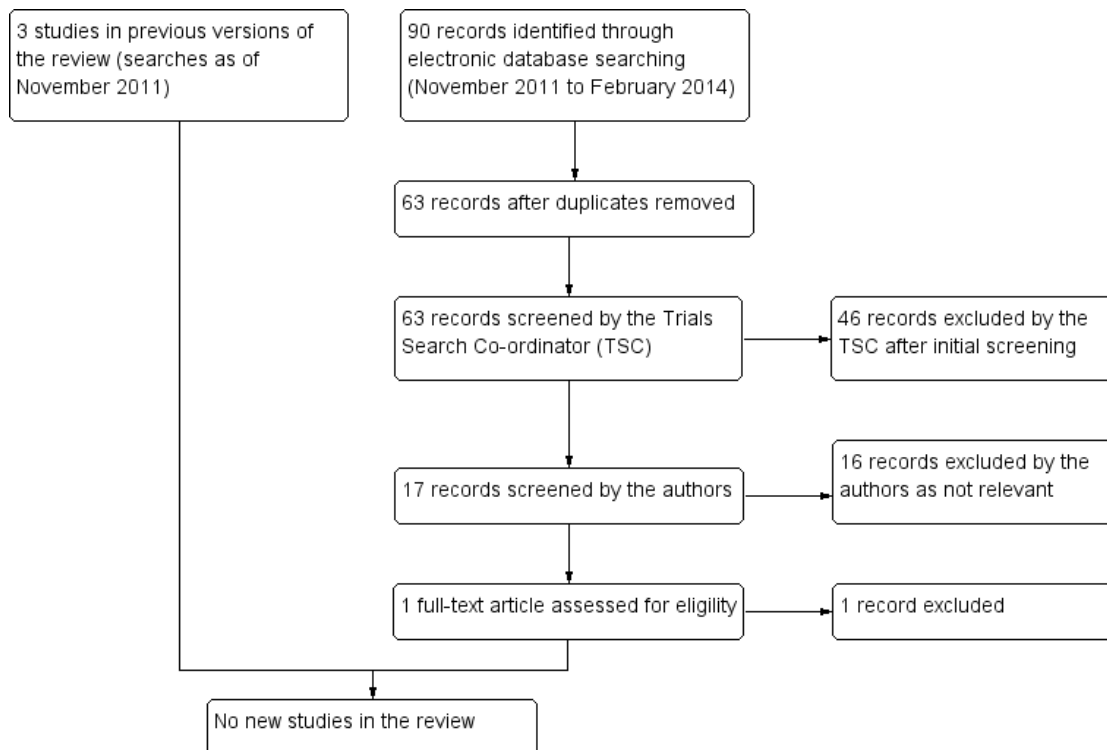 3 studies in previous versions of
the review (searches as of
November 2011)
90 records identified through
electronic database searching
(November 2011 to February 2014)
63 records after duplicates removed
63 records screened by the Trials
Search Co-ordinator (TSC)
46 records excluded by the
TSC after initial screening
17 records screened by the authors
16 records excluded by the
authors as not relevant
1 full-text article assessed for eligility
1 record excluded
No new studies in the review